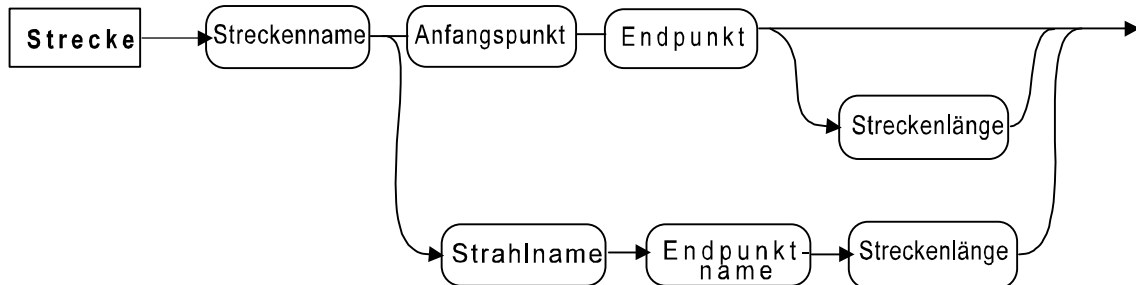 Strecke
Streckenname
Anfangspunkt
Endpunkt
Streckenlänge
Strahlname
Endpunkt-
name
Streckenlänge